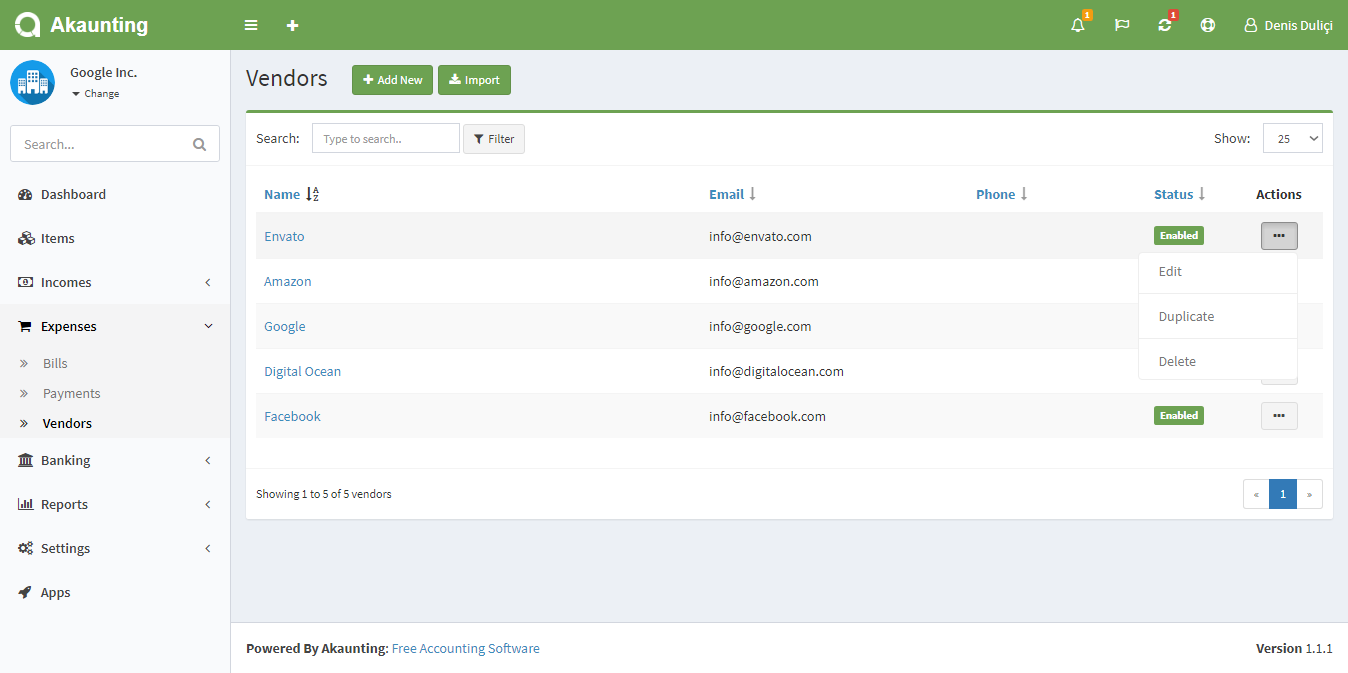 Akaunting
1
1
Denis Duliçi
Google Inc.
Change
Search...
Dashboard
Items
Incomes
Expenses
Bills
Payments
Vendors
Banking
Reports
Settings
Apps
Vendors
Add New
Import
Search:
Type to search..
Filter
Show:
25
Name
Email
Phone
Status
Actions
Envato
info@envato.com
Enabled
Amazon
info@amazon.com
Google
info@google.com
Digital Ocean
info@digitalocean.com
Facebook
info@facebook.com
Enabled
Edit
Duplicate
Delete
Showing 1 to 5 of 5 vendors
« 1 »
Powered By Akaunting: Free Accounting Software
Version 1.1.1